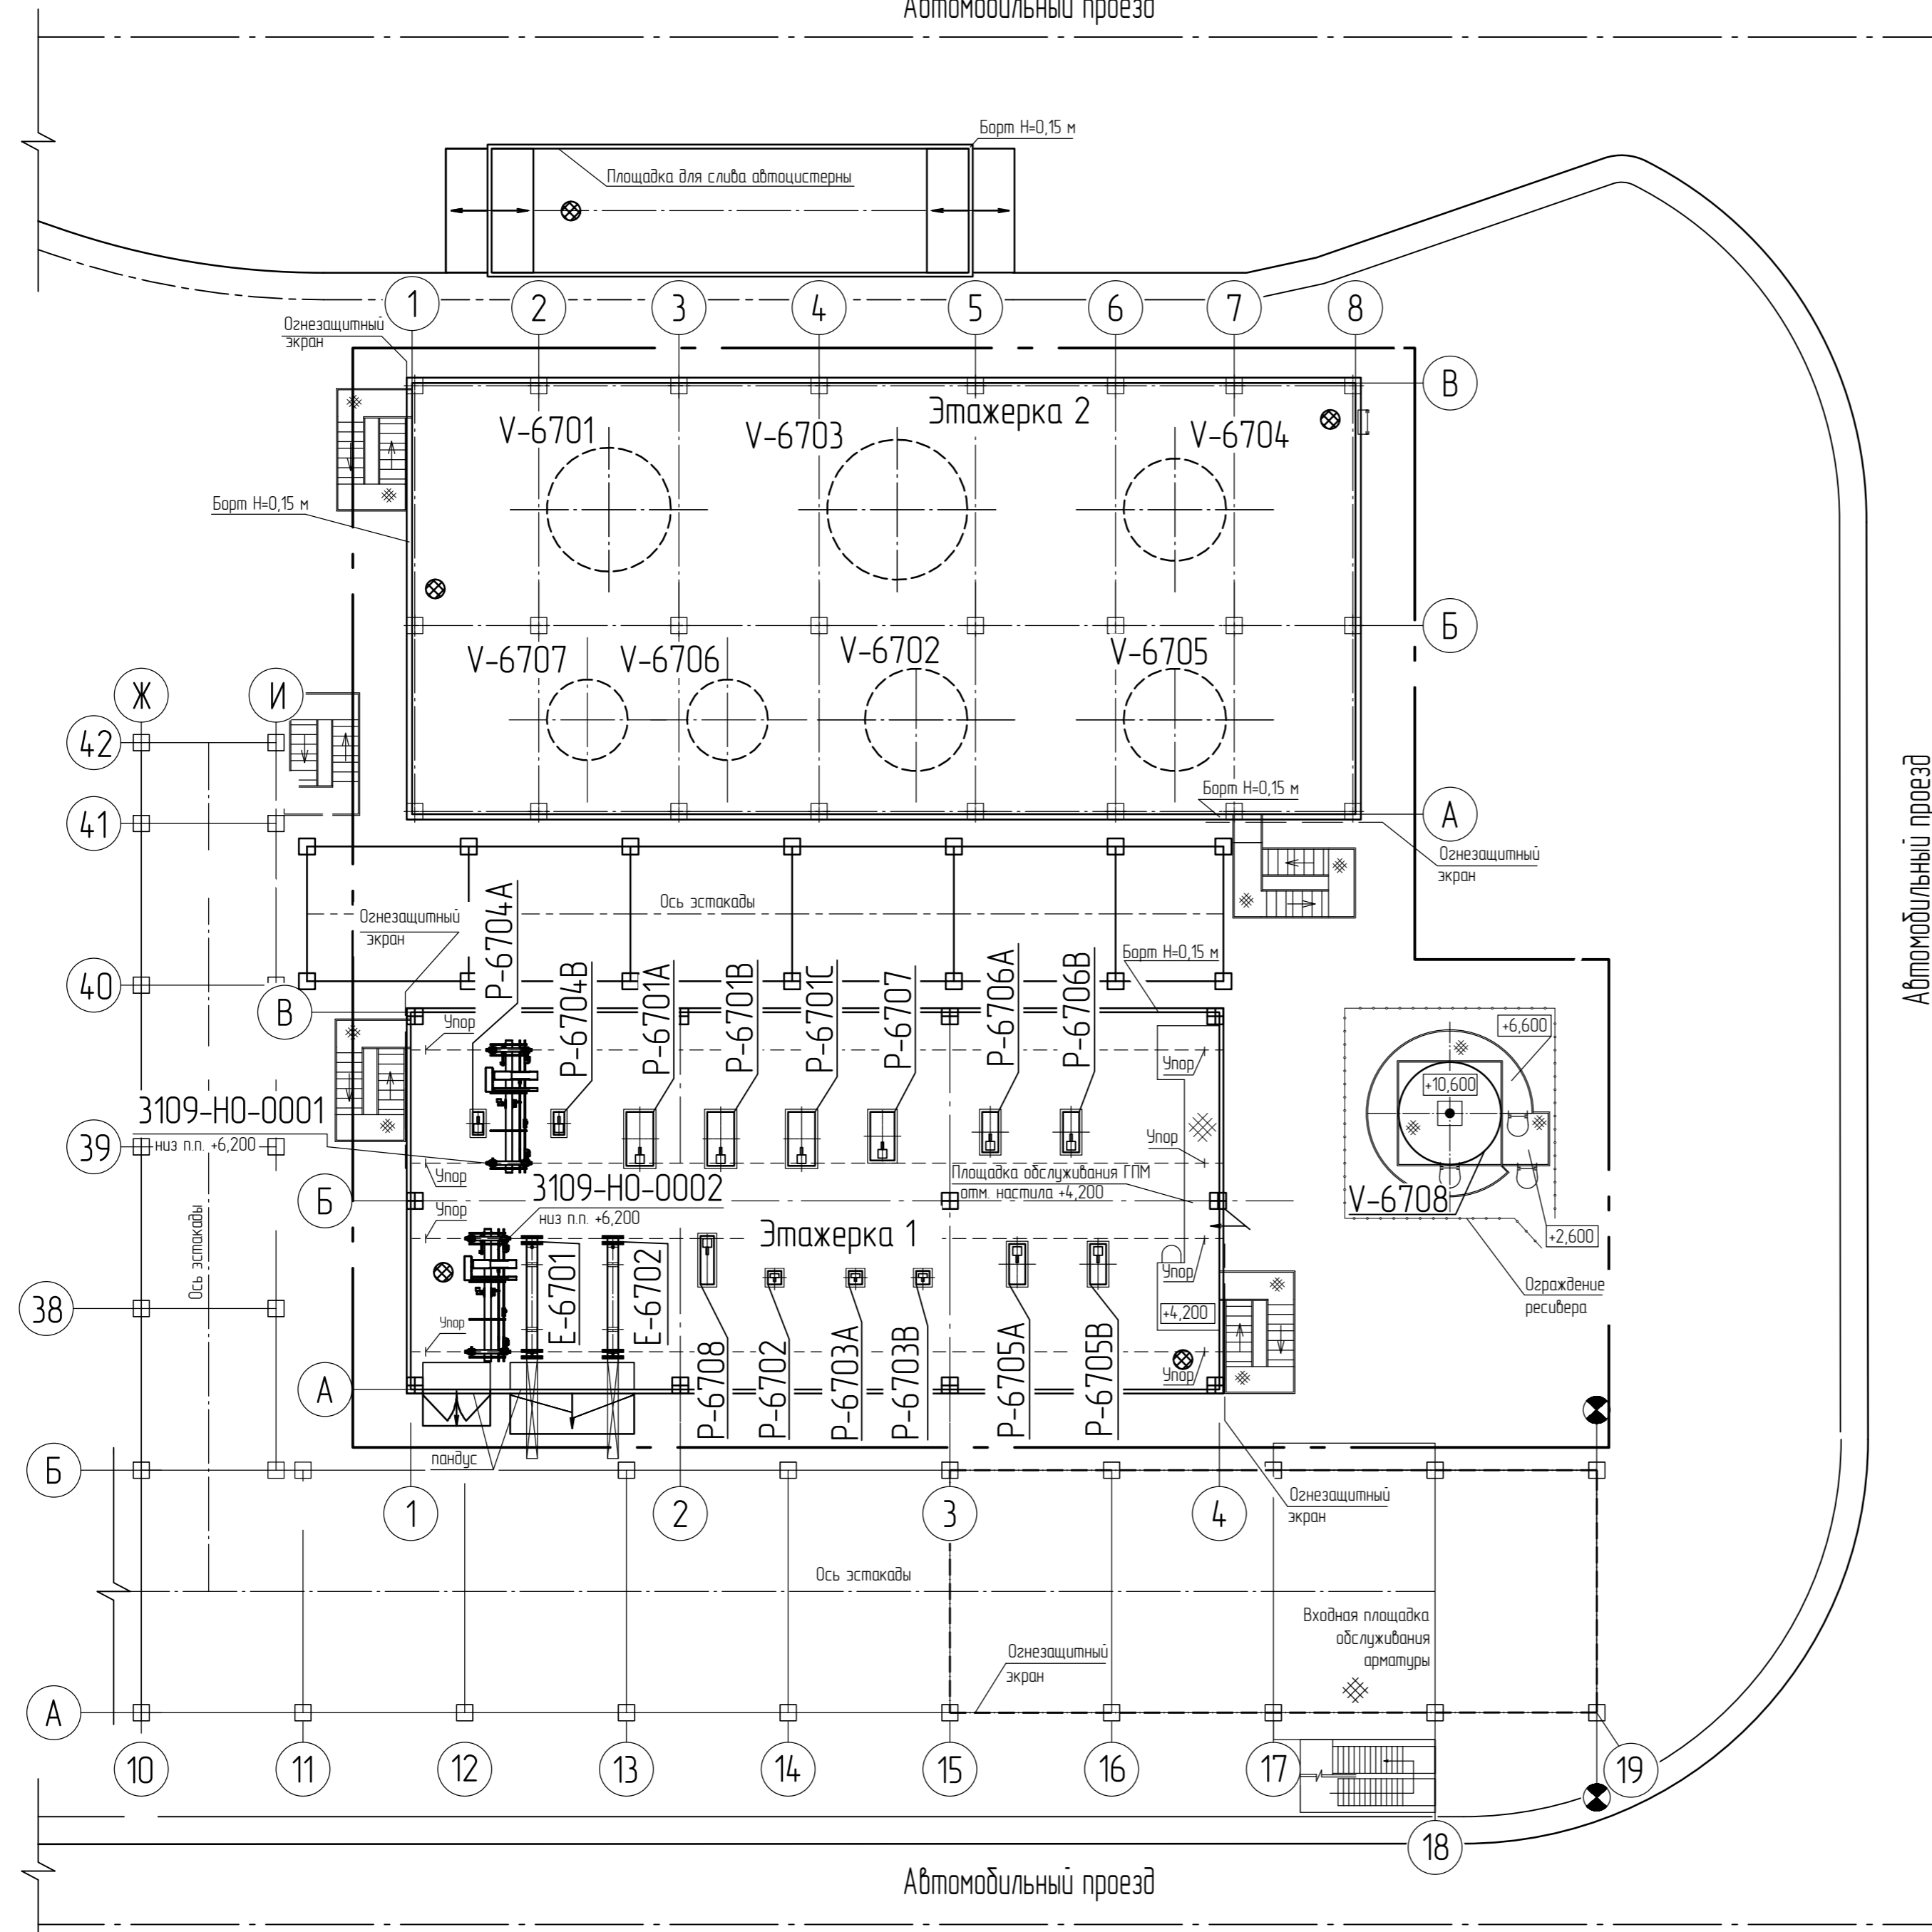 Автомобильный проезд
Борт Н=0,15 м
Площадка для слива автоцистерны
1
2
3
4
5
6
7
8
Огнезащитный
экран
В
Этажерка 2
V-6701
V-6703
V-6704
Борт Н=0,15 м
Б
V-6707
V-6706
V-6702
V-6705
Ж
И
42
41
Борт Н=0,15 м
А
Огнезащитный
экран
Автомобильный проезд
Ось эстакады
Огнезащитный
экран
P-6704A
P-6704B
P-6701A
P-6701B
P-6701C
P-6707
P-6706A
P-6706B
Борт Н=0,15 м
40
В
Упор
Упор
+6,600
+10,600
3109-НО-0001
низ п.п. +6,200
39
Упор
Упор
Площадка обслуживания ГПМ
отм. настила +4,200
3109-НО-0002
низ п.п. +6,200
Б
Упор
V-6708
+2,600
Этажерка 1
Ось эстакады
E-6701
E-6702
Упор
Ограждение
ресивера
38
Упор
+4,200
P-6708
P-6702
P-6703A
P-6703B
P-6705A
P-6705B
Упор
А
пандус
Б
1
2
3
4
Огнезащитный
экран
Ось эстакады
Входная площадка
обслуживания
арматуры
Огнезащитный
экран
А
10
11
12
13
14
15
16
17
19
18
Автомобильный проезд